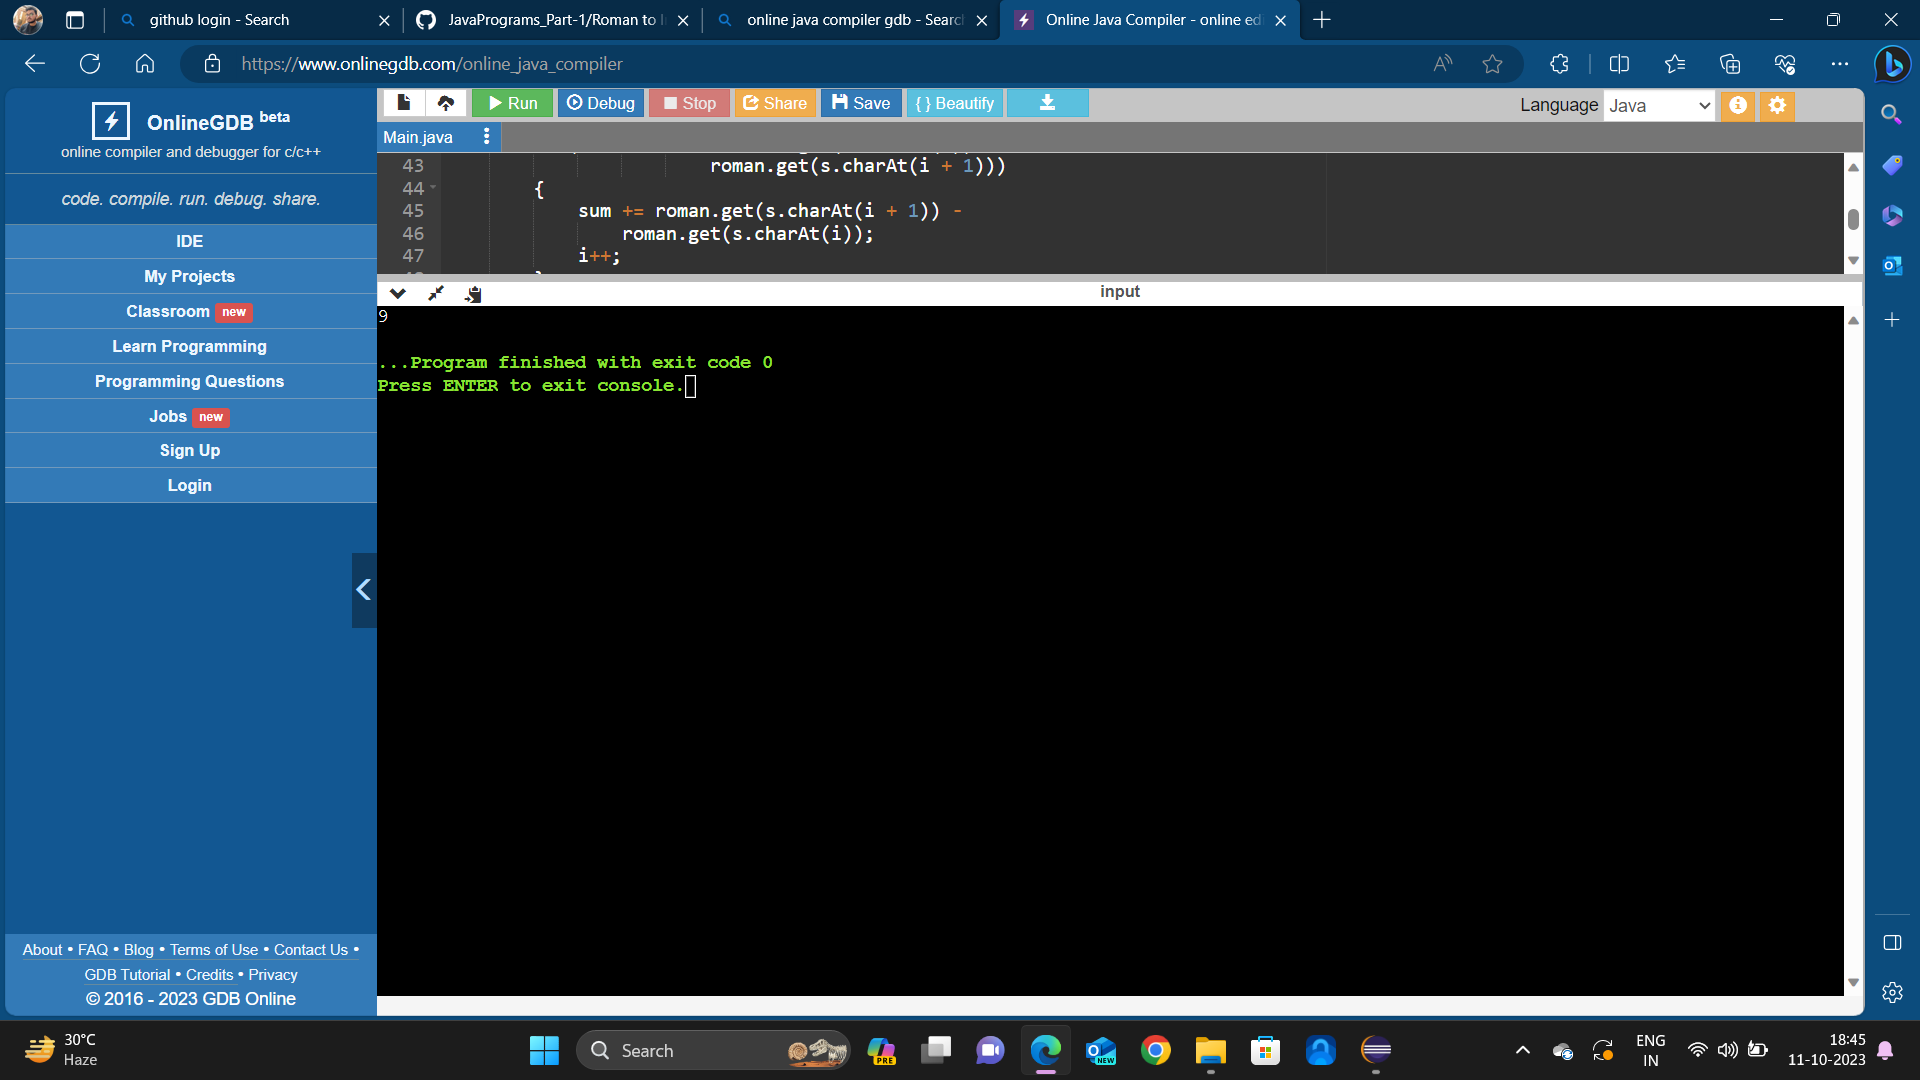 github login - Search
JavaPrograms_Part-1/Roman to I
online java compiler gdb - Search
Online Java Compiler - online edi
https://www.onlinegdb.com/online_java_compiler
OnlineGDB beta
online compiler and debugger for c/c++
code. compile. run. debug. share.
IDE
My Projects
Classroom new
Learn Programming
Programming Questions
Jobs new
Sign Up
Login
About • FAQ • Blog • Terms of Use • Contact Us •
GDB Tutorial • Credits • Privacy
© 2016 - 2023 GDB Online
Run Debug Stop Share Save { } Beautify
Language Java
Main.java
43 roman.get(s.charAt(i + 1)))
44 {
45 sum += roman.get(s.charAt(i + 1)) -
46 roman.get(s.charAt(i));
47 i++;
input
9
...Program finished with exit code 0
Press ENTER to exit console.
30°C
Haze
Search
PRE
NEW
ENG
IN
18:45
11-10-2023